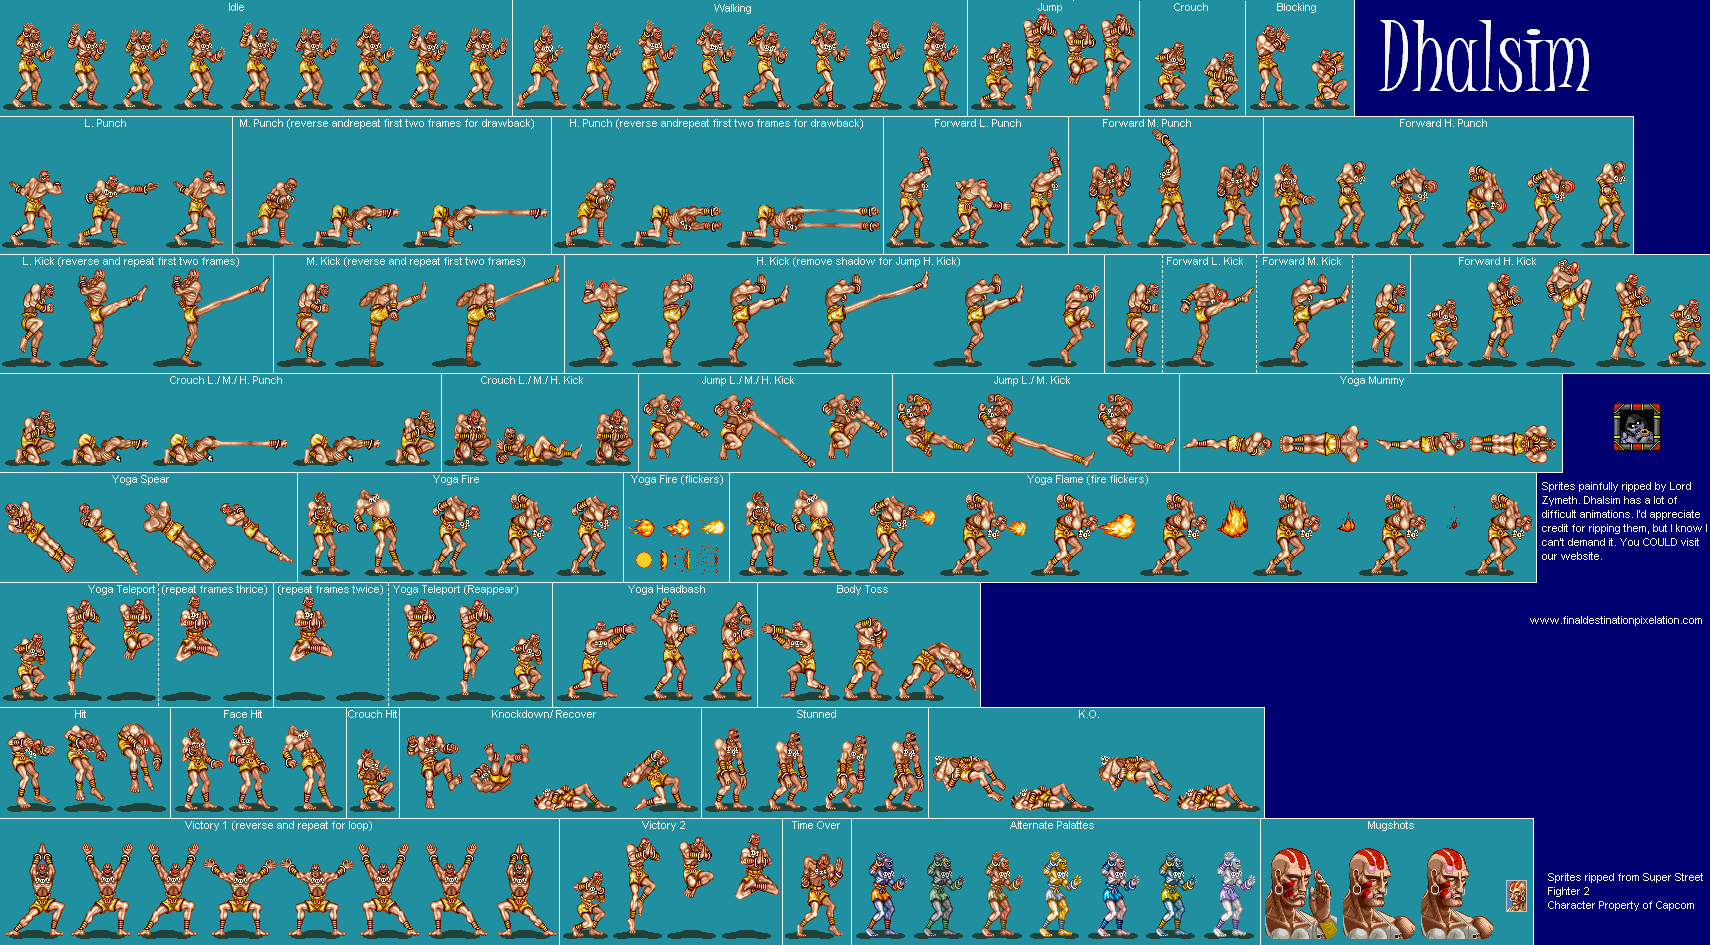 Idle
Walking
Jump
Crouch
Blocking
Dhalsim
L. Punch
M. Punch (reverse andrepeat first two frames for drawback)
H. Punch (reverse andrepeat first two frames for drawback)
Forward L. Punch
Forward M. Punch
Forward H. Punch
L. Kick (reverse and repeat first two frames)
M. Kick (reverse and repeat first two frames)
H. Kick (remove shadow for Jump H. Kick)
Forward L. Kick
Forward M. Kick
Forward H. Kick
Crouch L./ M./ H. Punch
Crouch L./ M./ H. Kick
Jump L./ M./ H. Kick
Jump L./ M. Kick
Yoga Mummy
Yoga Spear
Yoga Fire
Yoga Fire (flickers)
Yoga Flame (fire flickers)
Sprites painfully ripped by Lord
Zymeth. Dhalsim has a lot of
difficult animations. I'd appreciate
credit for ripping them, but I know I
can't demand it. You COULD visit
our website.
Yoga Teleport
(repeat frames thrice)
(repeat frames twice)
Yoga Teleport (Reappear)
Yoga Headbash
Body Toss
www.finaldestinationpixelation.com
Hit
Face Hit
Crouch Hit
Knockdown/ Recover
Stunned
K.O.
Victory 1 (reverse and repeat for loop)
Victory 2
Time Over
Alternate Palattes
Mugshots
Sprites ripped from Super Street
Fighter 2
Character Property of Capcom